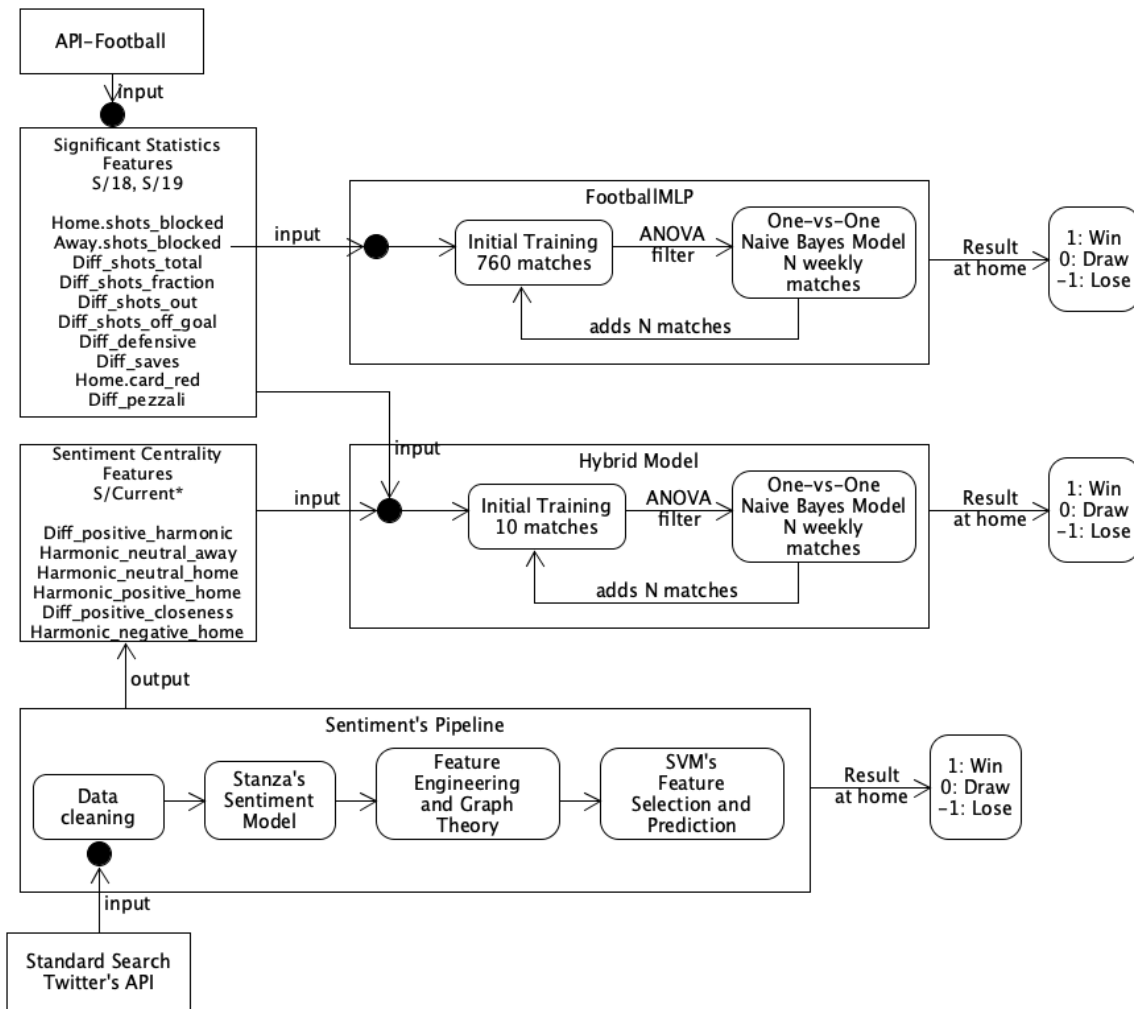 API-Football
input
Significant Statistics
Features
S/18, S/19
Home.shots_blocked
Away.shots_blocked
Diff_shots_total
Diff_shots_fraction
Diff_shots_out
Diff_shots_off_goal
Diff_defensive
Diff_saves
Home.card_red
Diff_pezzali
input
FootballMLP
Initial Training
760 matches
ANOVA
filter
One-vs-One
Naive Bayes Model
N weekly
matches
adds N matches
Result
at home
1: Win
0: Draw
-1: Lose
input
Sentiment Centrality
Features
S/Current*
Diff_positive_harmonic
Harmonic_neutral_away
Harmonic_neutral_home
Harmonic_positive_home
Diff_positive_closeness
Harmonic_negative_home
input
Hybrid Model
Initial Training
10 matches
ANOVA
filter
One-vs-One
Naive Bayes Model
N weekly
matches
adds N matches
Result
at home
1: Win
0: Draw
-1: Lose
output
Sentiment's Pipeline
Data
cleaning
Stanza's
Sentiment
Model
Feature
Engineering
and Graph
Theory
SVM's
Feature
Selection and
Prediction
Result
at home
1: Win
0: Draw
-1: Lose
input
Standard Search
Twitter's API